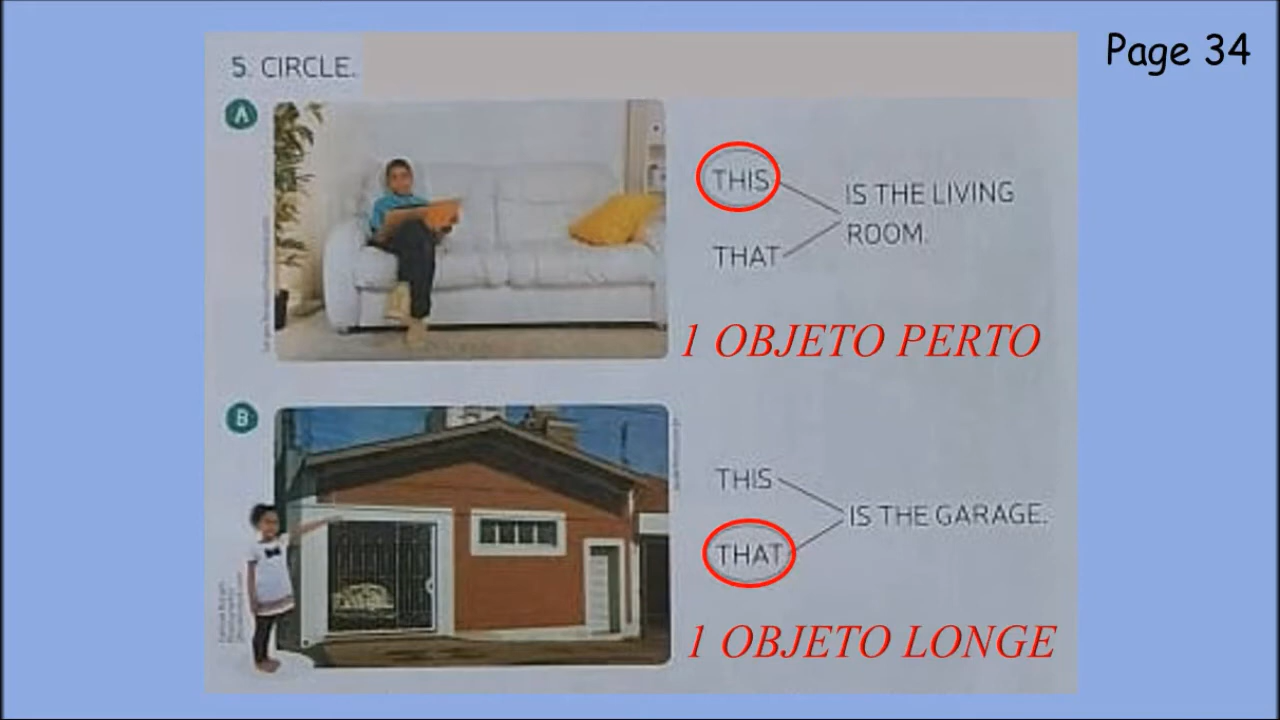 Page 34
5. CIRCLE.
A
THIS
IS THE LIVING
ROOM.
THAT
1 OBJETO PERTO
B
THIS
IS THE GARAGE.
THAT
1 OBJETO LONGE